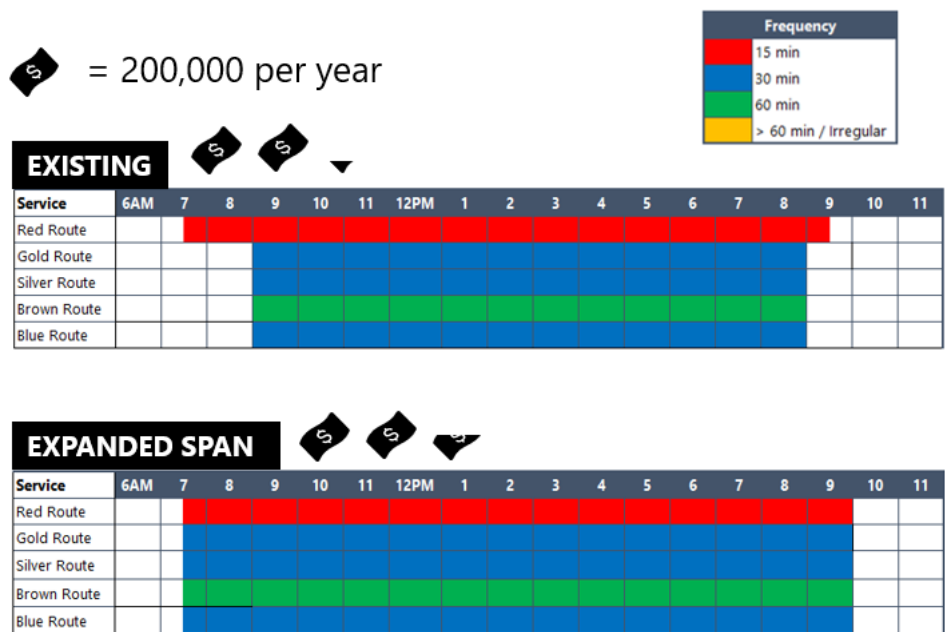 Frequency
15 min
30 min
60 min
> 60 min / Irregular
$ = 200,000 per year
EXISTING $ $
Service 6AM 7 8 9 10 11 12PM 1 2 3 4 5 6 7 8 9 10 11
Red Route
Gold Route
Silver Route
Brown Route
Blue Route
EXPANDED SPAN $ $ $
Service 6AM 7 8 9 10 11 12PM 1 2 3 4 5 6 7 8 9 10 11
Red Route
Gold Route
Silver Route
Brown Route
Blue Route